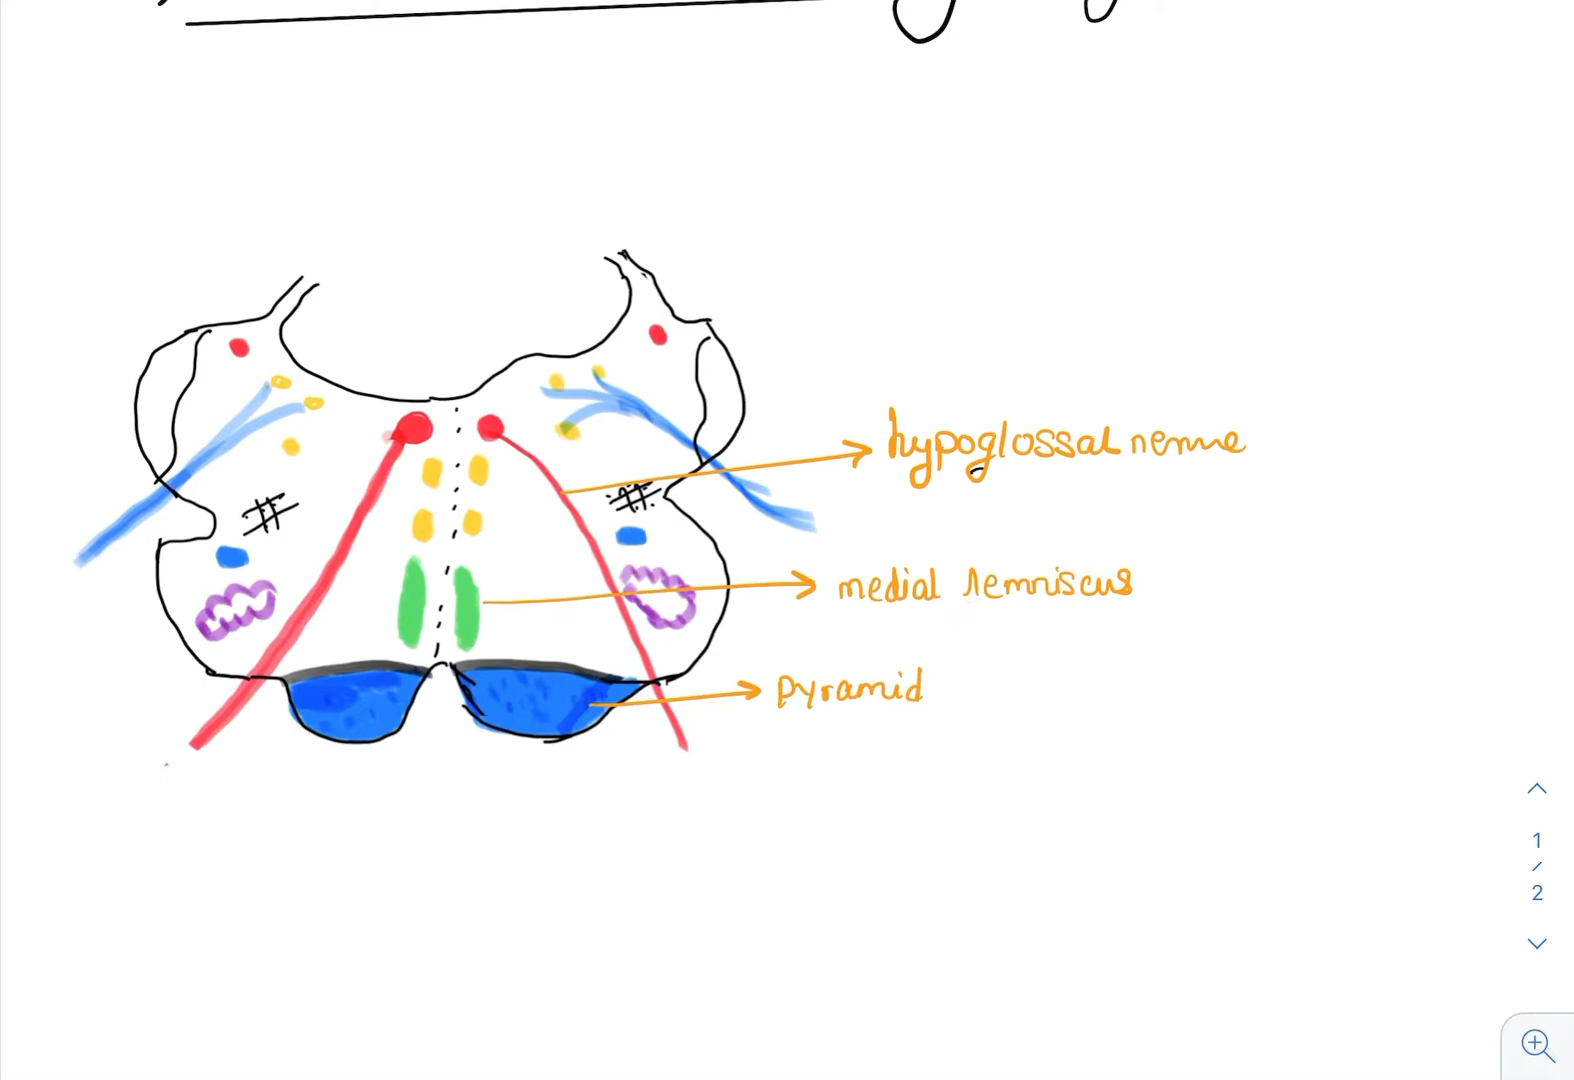 hypoglossal nerve
medial lemniscus
pyramid
1
/
2